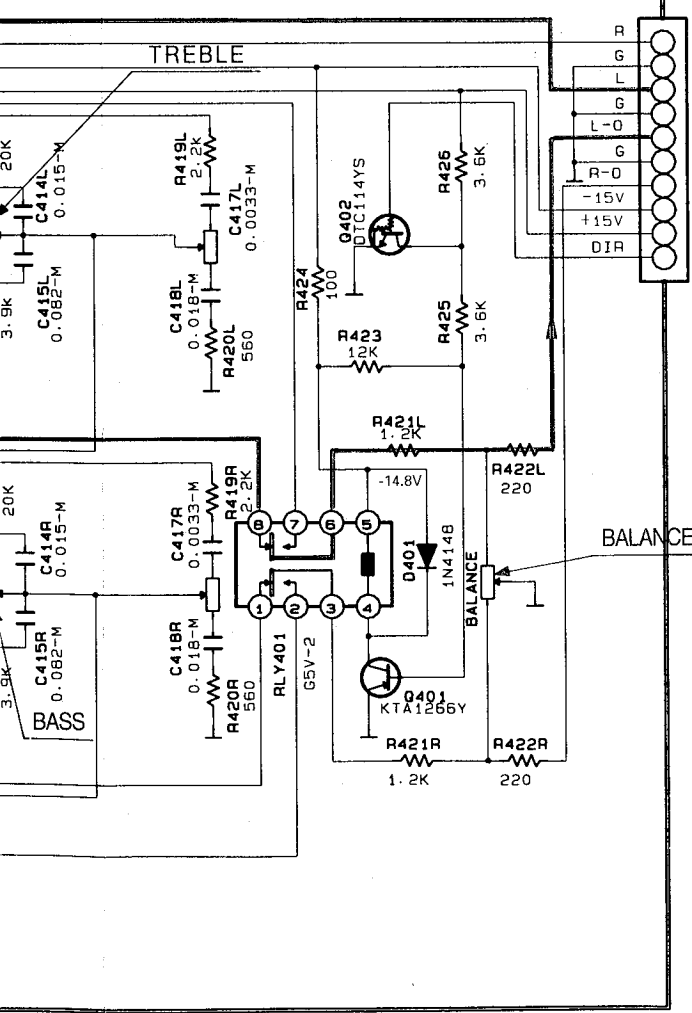 TREBLE
R
G
L
G
L-O
G
R-O
-15V
+15V
DIR
20K
C414L
0.015-M
R419L
2.2K
C417L
0.0033-M
Q402
DTC114YS
R426
3.6K
3.9K
C415L
0.082-M
C418L
0.018-M
R420L
560
R424
100
R423
12K
R425
3.6K
R421L
1.2K
R422L
220
-14.8V
20K
C414R
0.015-M
C417R
0.0033-M
R419R
2.2K
8
7
6
5
D401
1N4148
BALANCE
BALANCE
1
2
3
4
3.9K
C415R
0.082-M
C418R
0.018-M
R420R
560
RLY401
G5V-2
Q401
KTA1266Y
BASS
R421R
1.2K
R422R
220